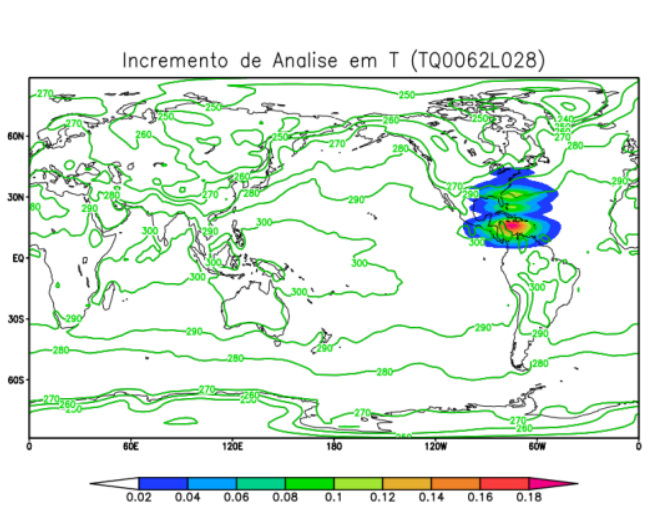 Incremento de Analise em T (TQ0062L028)
270 250 250
270 250 260 250 240
60N 260 250 270 280 270 280
260 280 270 280 270 290 290
30N 280 290 270 290
300 290 300 300
EQ 300 300
300 300 300
30S 290 290 290 290 290
280 280 280 280
60S
270 260 250 270 260 250 270 260
0 60E 120E 180 120W 60W 0
0.02 0.04 0.06 0.08 0.1 0.12 0.14 0.16 0.18